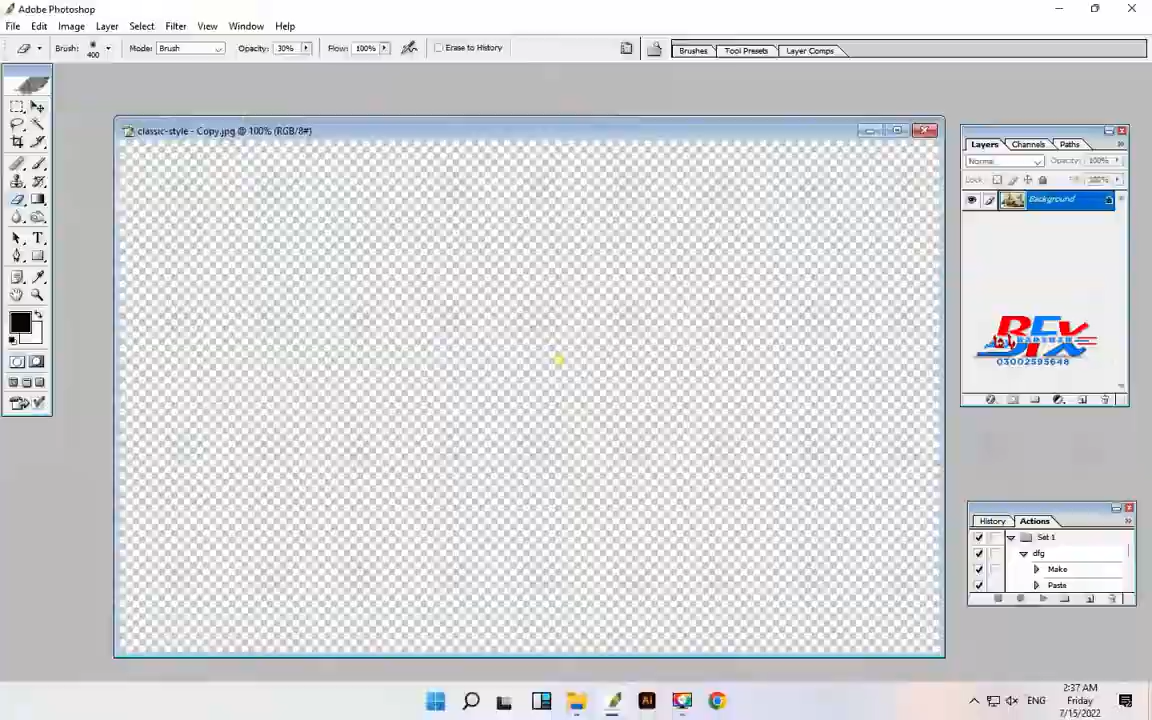 Adobe Photoshop
File Edit Image Layer Select Filter View Window Help
Brush: 400 Mode: Brush Opacity: 30% Flow: 100% Erase to History
Brushes Tool Presets Layer Comps
classic-style - Copy.jpg @ 100% (RGB/8#)
Layers Channels Paths
Normal Opacity: 100%
Lock: 100%
Background
03002595648
History Actions
Set 1
dfg
Make
Paste
ENG
2:37 AM
Friday
7/15/2022